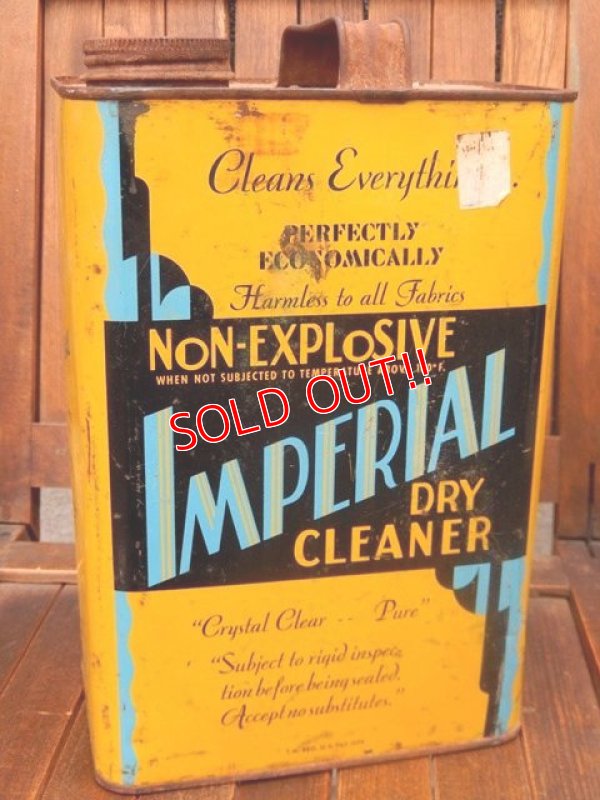 Cleans
PERFECTLY
ECONOMICALLY
Harmless to all Fabrics
NON-EXPLOSIVE
WHEN NOT SUBJECTED TO TEMPERATURE
SOLD OUT!!
IMPERIAL
DRY
CLEANER
"Crystal Clear -- Pure"
"Subject to rigid inspec-
tion before being sealed.
Accept no substitutes."